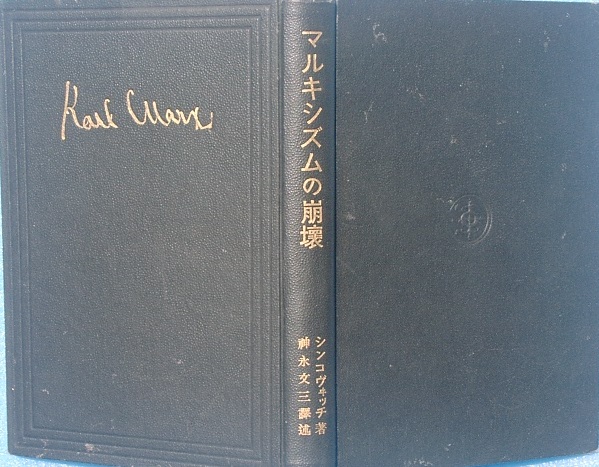 Karl Marx
マルキシズムの崩壞
シンコヴヰッチ著
神永文三譯述